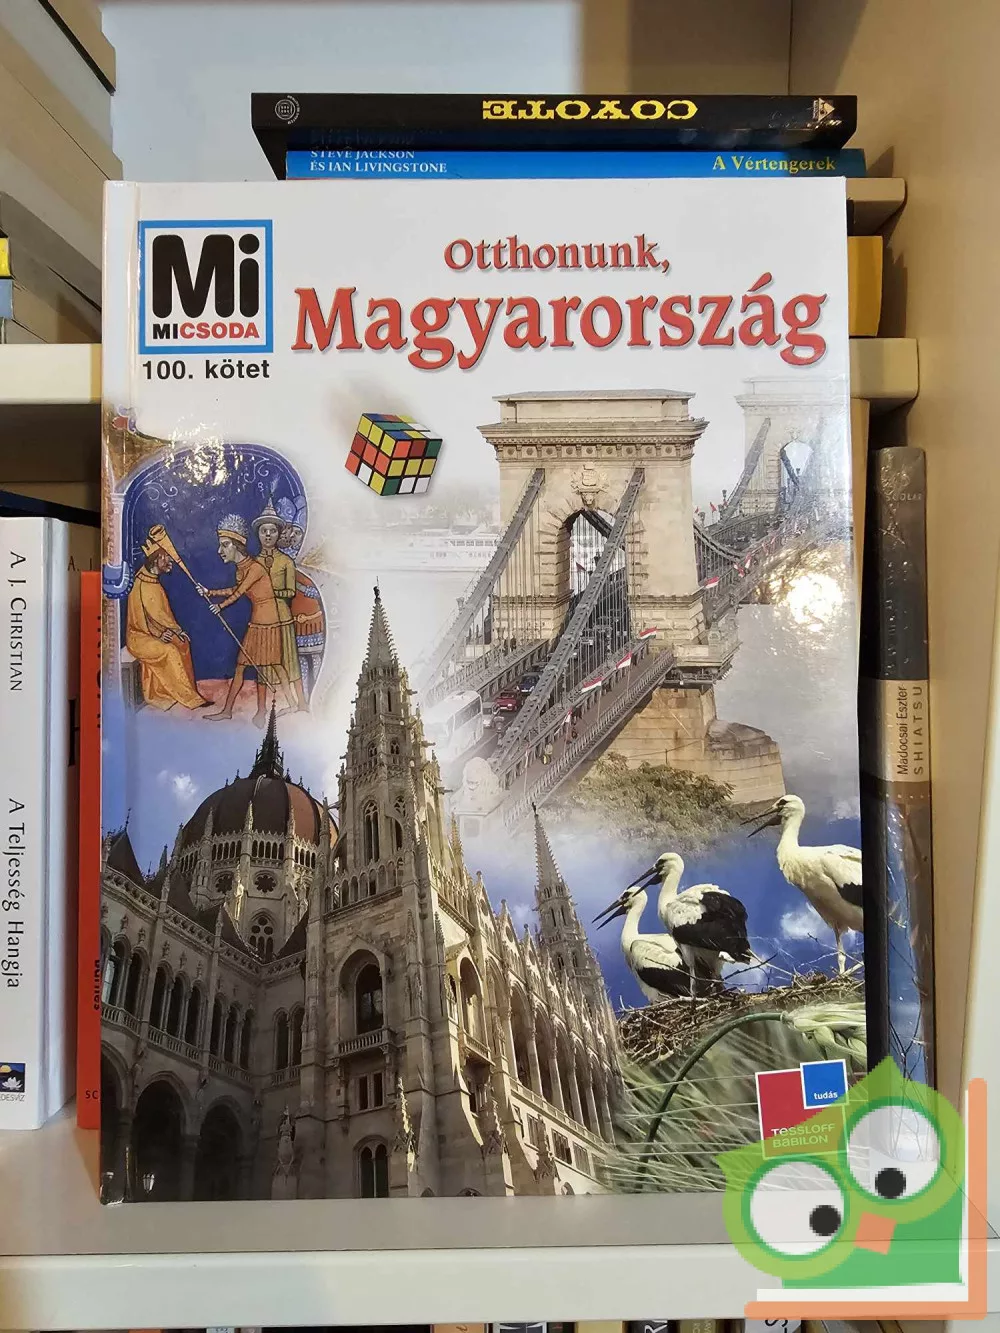 COYOTE
STEVE JACKSON
ÉS IAN LIVINGSTONE
A Vértengerek
Mi
MICSODA
100. kötet
Otthonunk,
Magyarország
A. J. CHRISTIAN
A Teljesség Hangja
Madocsai Eszter
SHIATSU
tudás
TESSLOFF
BABILON